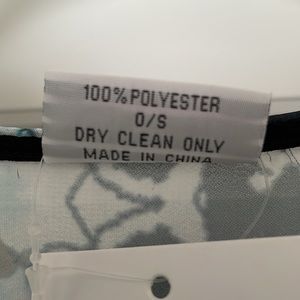 100% POLYESTER
O/S
DRY CLEAN ONLY
MADE IN CHINA